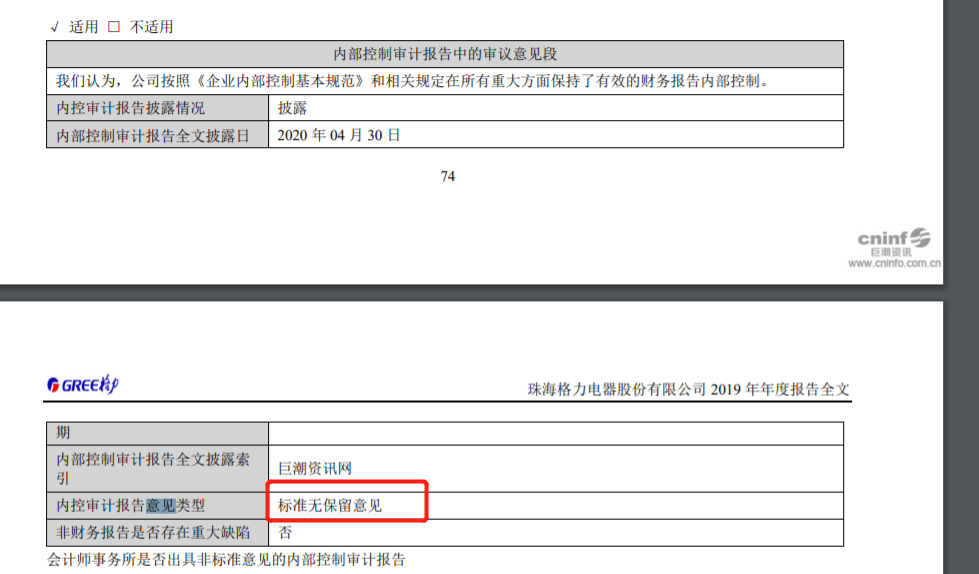 √ 适用 □ 不适用
内部控制审计报告中的审议意见段
我们认为，公司按照《企业内部控制基本规范》和相关规定在所有重大方面保持了有效的财务报告内部控制。
内控审计报告披露情况 披露
内部控制审计报告全文披露日 2020 年 04 月 30 日
74
cninf
巨潮资讯
www.cninfo.com.cn
GREE格力
珠海格力电器股份有限公司 2019 年年度报告全文
期
内部控制审计报告全文披露索
引
巨潮资讯网
内控审计报告意见类型 标准无保留意见
非财务报告是否存在重大缺陷 否
会计师事务所是否出具非标准意见的内部控制审计报告